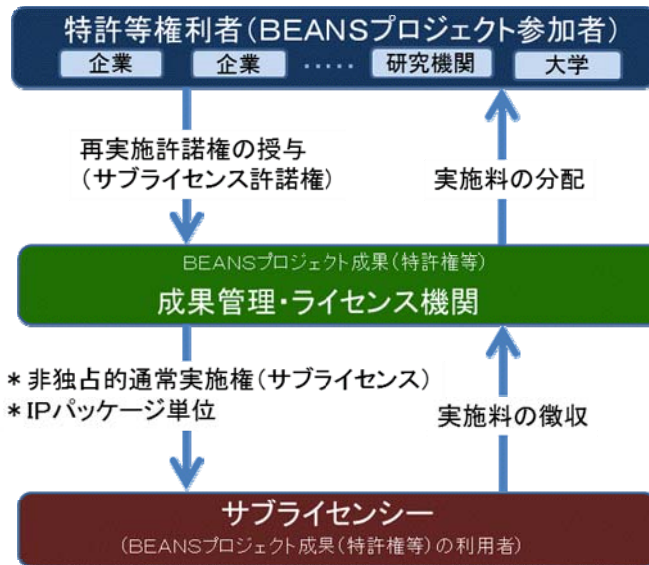 特許等権利者(BEANSプロジェクト参加者)
企業 企業 ····· 研究機関 大学
再実施許諾権の授与
(サブライセンス許諾権)
実施料の分配
BEANSプロジェクト成果(特許権等)
成果管理・ライセンス機関
*非独占的通常実施権(サブライセンス)
*IPパッケージ単位
実施料の徴収
サブライセンシー
(BEANSプロジェクト成果(特許権等)の利用者)